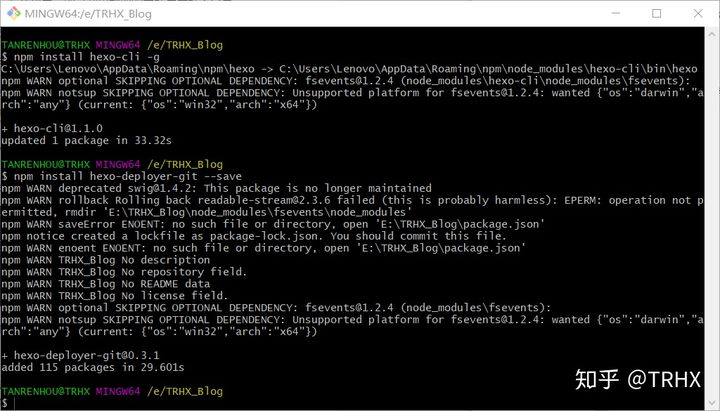 MINGW64:/e/TRHX_Blog
TANRENHOU@TRHX MINGW64 /e/TRHX_Blog
$ npm install hexo-cli -g
C:\Users\Lenovo\AppData\Roaming\npm\hexo -> C:\Users\Lenovo\AppData\Roaming\npm\node_modules\hexo-cli\bin\hexo
npm WARN optional SKIPPING OPTIONAL DEPENDENCY: fsevents@1.2.4 (node_modules\hexo-cli\node_modules\fsevents):
npm WARN notsup SKIPPING OPTIONAL DEPENDENCY: Unsupported platform for fsevents@1.2.4: wanted {"os":"darwin","a
rch":"any"} (current: {"os":"win32","arch":"x64"})
+ hexo-cli@1.1.0
updated 1 package in 33.32s
TANRENHOU@TRHX MINGW64 /e/TRHX_Blog
$ npm install hexo-deployer-git --save
npm WARN deprecated swig@1.4.2: This package is no longer maintained
npm WARN rollback Rolling back readable-stream@2.3.6 failed (this is probably harmless): EPERM: operation not p
ermitted, rmdir 'E:\TRHX_Blog\node_modules\fsevents\node_modules'
npm WARN saveError ENOENT: no such file or directory, open 'E:\TRHX_Blog\package.json'
npm notice created a lockfile as package-lock.json. You should commit this file.
npm WARN enoent ENOENT: no such file or directory, open 'E:\TRHX_Blog\package.json'
npm WARN TRHX_Blog No description
npm WARN TRHX_Blog No repository field.
npm WARN TRHX_Blog No README data
npm WARN TRHX_Blog No license field.
npm WARN optional SKIPPING OPTIONAL DEPENDENCY: fsevents@1.2.4 (node_modules\fsevents):
npm WARN notsup SKIPPING OPTIONAL DEPENDENCY: Unsupported platform for fsevents@1.2.4: wanted {"os":"darwin","a
rch":"any"} (current: {"os":"win32","arch":"x64"})
+ hexo-deployer-git@0.3.1
added 115 packages in 29.601s
知乎 @TRHX
TANRENHOU@TRHX MINGW64 /e/TRHX_Blog
$